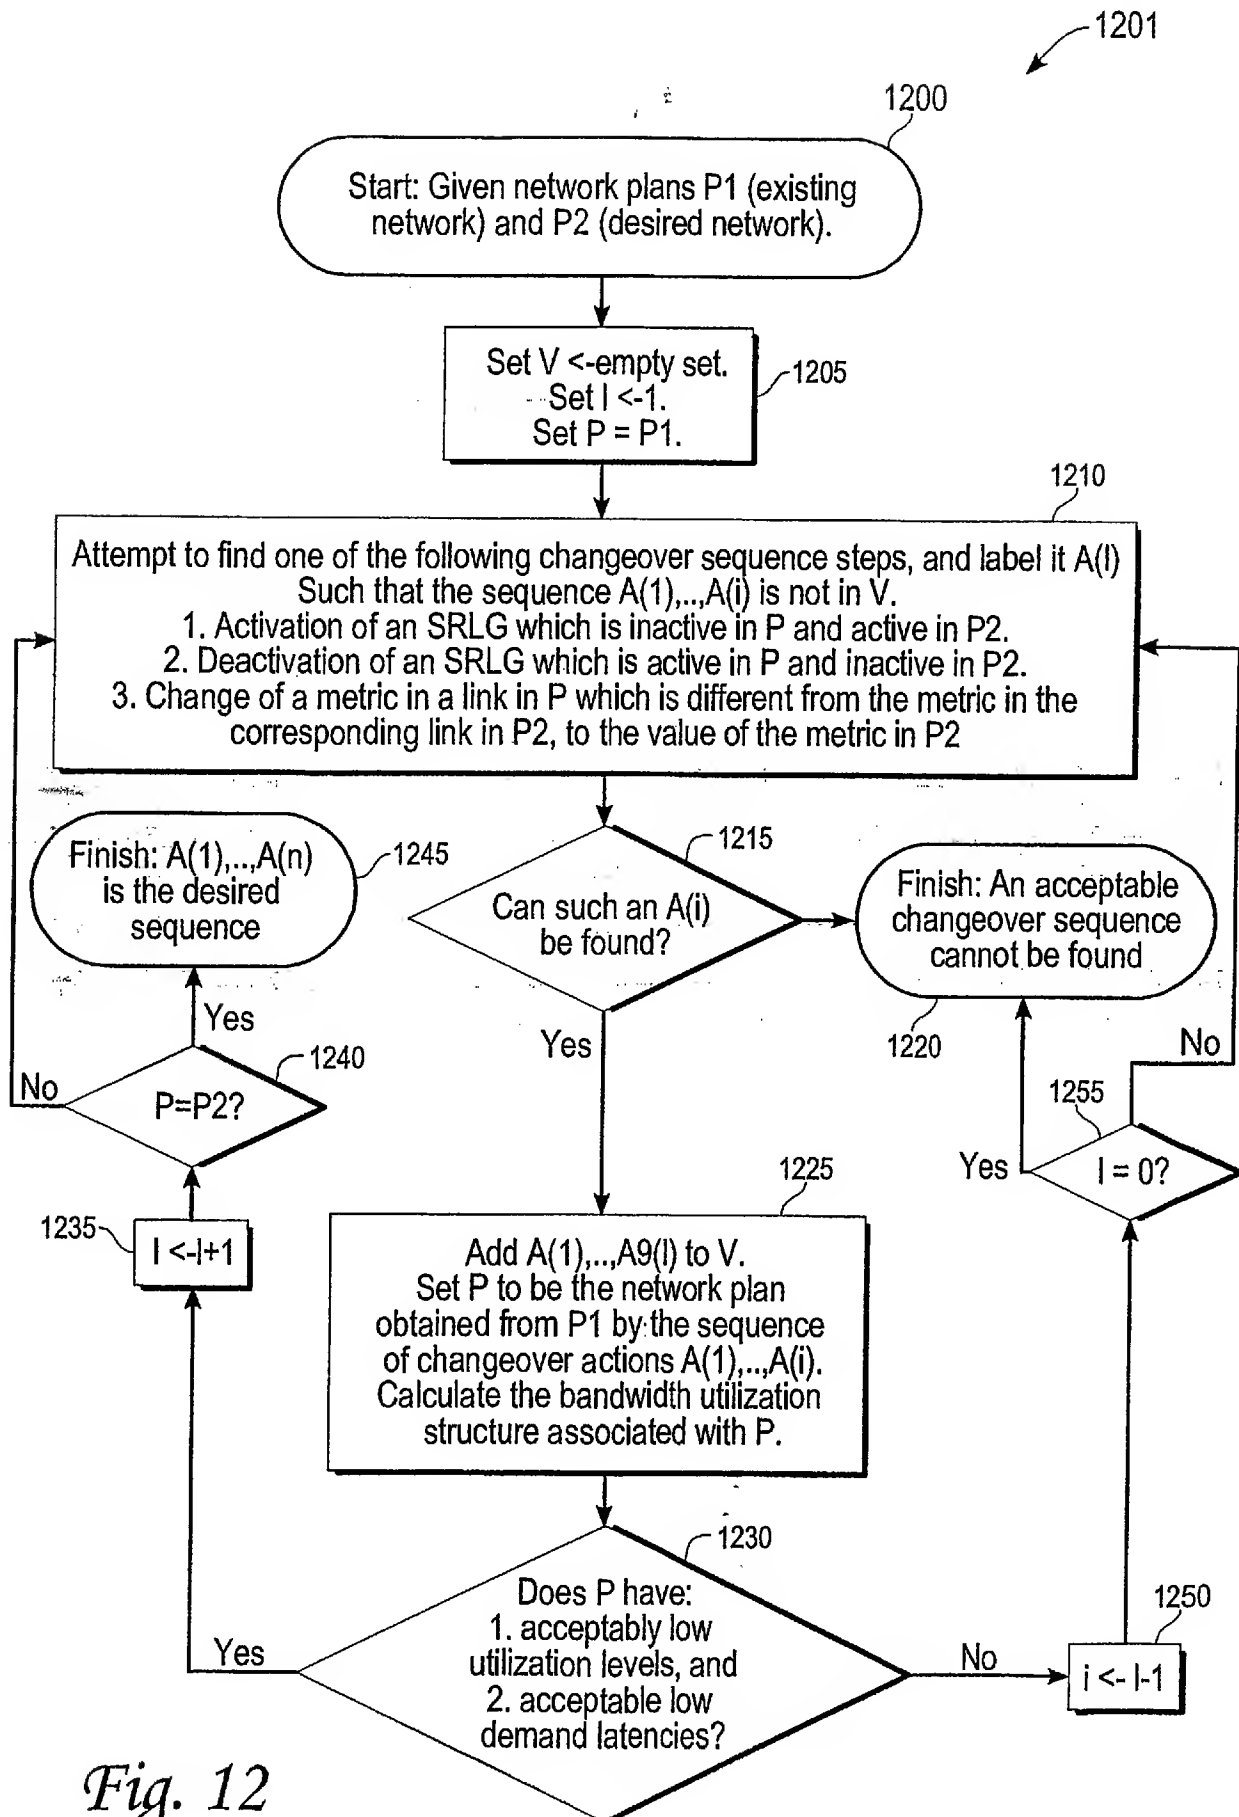 1201
1200
Start: Given network plans P1 (existing
network) and P2 (desired network).
Set V <-empty set.
Set I <-1.
Set P = P1.
1205
1210
Attempt to find one of the following changeover sequence steps, and label it A(I)
Such that the sequence A(1),..,A(i) is not in V.
1. Activation of an SRLG which is inactive in P and active in P2.
2. Deactivation of an SRLG which is active in P and inactive in P2.
3. Change of a metric in a link in P which is different from the metric in the
corresponding link in P2, to the value of the metric in P2
Finish: A(1),..,A(n)
is the desired
sequence
1245
1215
Can such an A(i)
be found?
Finish: An acceptable
changeover sequence
cannot be found
1220
Yes
Yes
No
1240
P=P2?
No
1255
I = 0?
Yes
1235
I <-I+1
1225
Add A(1),..,A9(I) to V.
Set P to be the network plan
obtained from P1 by the sequence
of changeover actions A(1),..,A(i).
Calculate the bandwidth utilization
structure associated with P.
1230
Does P have:
1. acceptably low
utilization levels, and
2. acceptable low
demand latencies?
Yes
No
1250
i <- I-1
Fig. 12